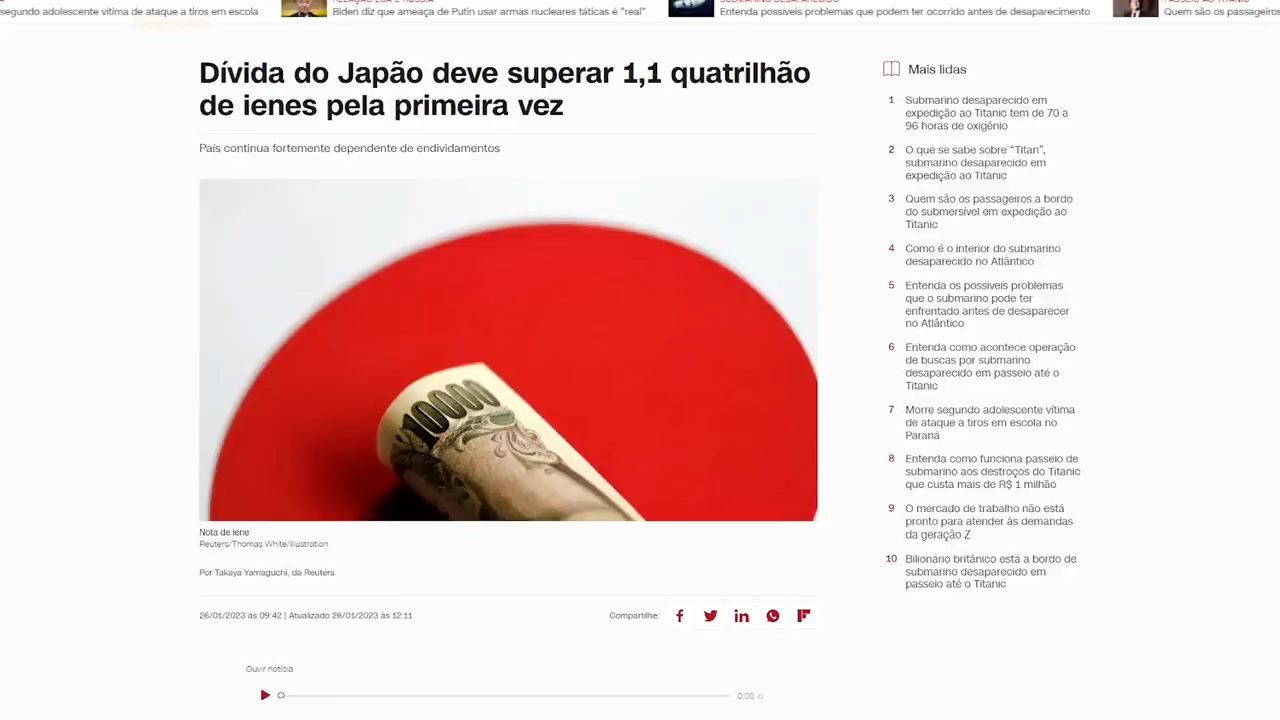 segundo adolescente vítima de ataque a tiros em escola
Biden diz que ameaça de Putin usar armas nucleares táticas é "real"
Entenda possíveis problemas que podem ter ocorrido antes de desaparecimento
Quem são os passageiros
Dívida do Japão deve superar 1,1 quatrilhão
de ienes pela primeira vez
País continua fortemente dependente de endividamentos
10000
Nota de iene
Reuters/Thomas White/Illustration
Por Takaya Yamaguchi, da Reuters
26/01/2023 às 09:42 | Atualizado 26/01/2023 às 12:11
Compartilhe:
Ouvir notícia
0:00
Mais lidas
1 Submarino desaparecido em
expedição ao Titanic tem de 70 a
96 horas de oxigênio
2 O que se sabe sobre “Titan”,
submarino desaparecido em
expedição ao Titanic
3 Quem são os passageiros a bordo
do submersível em expedição ao
Titanic
4 Como é o interior do submarino
desaparecido no Atlântico
5 Entenda os possíveis problemas
que o submarino pode ter
enfrentado antes de desaparecer
no Atlântico
6 Entenda como acontece operação
de buscas por submarino
desaparecido em passeio até o
Titanic
7 Morre segundo adolescente vítima
de ataque a tiros em escola no
Paraná
8 Entenda como funciona passeio de
submarino aos destroços do Titanic
que custa mais de R$ 1 milhão
9 O mercado de trabalho não está
pronto para atender às demandas
da geração Z
10 Bilionário britânico está a bordo de
submarino desaparecido em
passeio até o Titanic